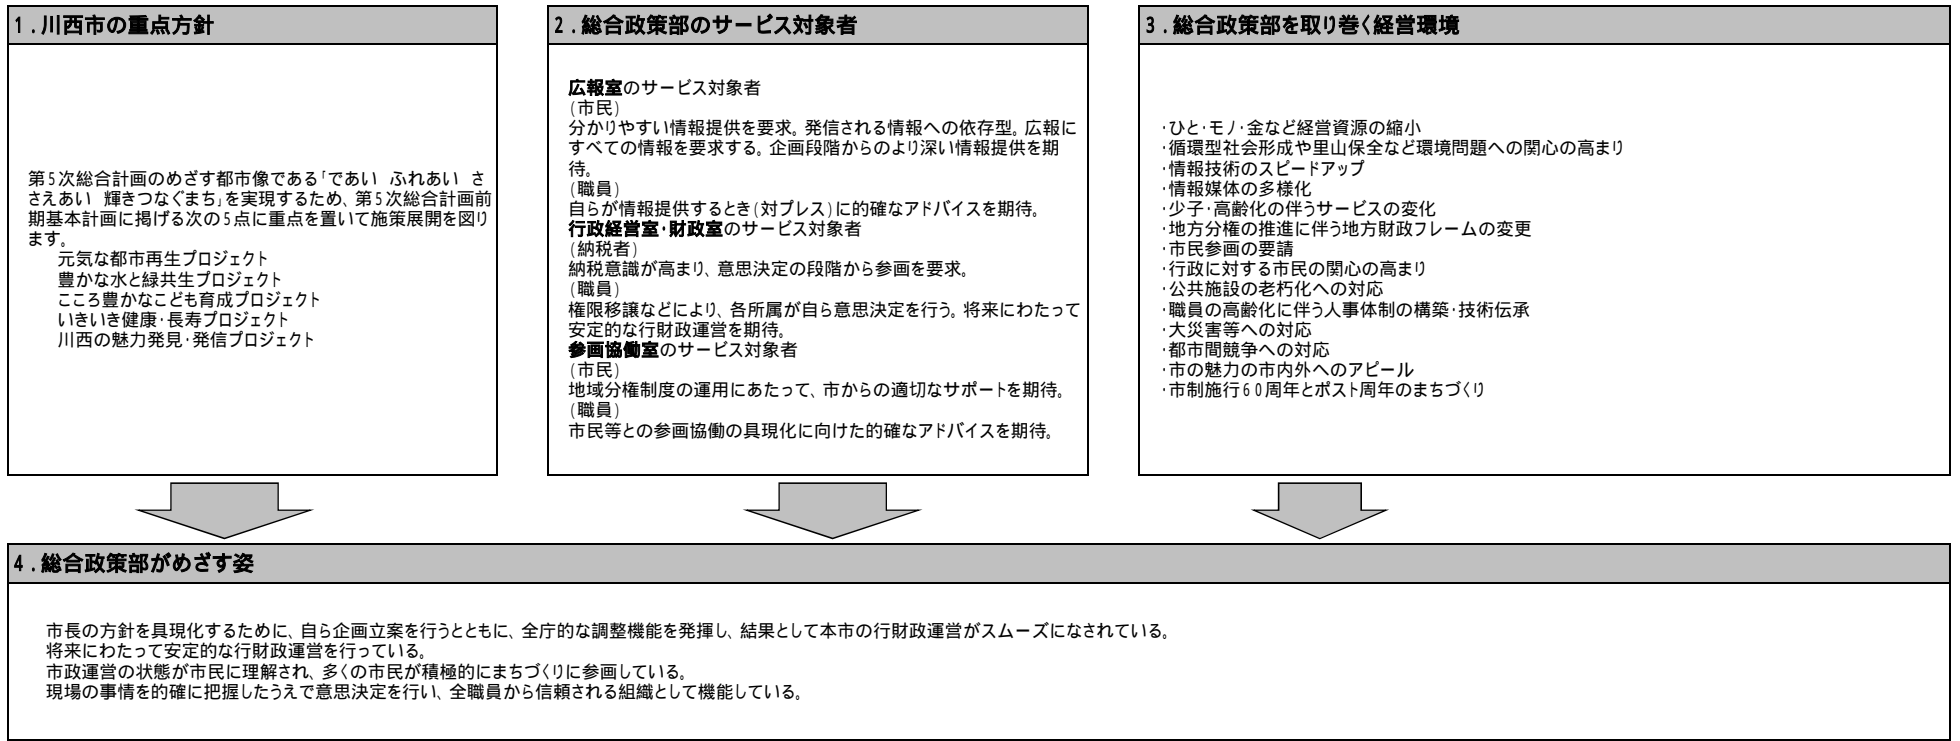 1．川西市の重点方針
第5次総合計画のめざす都市像である「であい ふれあい さ
さえあい 輝きつなぐまち」を実現するため、第5次総合計画前
期基本計画に掲げる次の5点に重点を置いて施策展開を図り
ます。
元気な都市再生プロジェクト
豊かな水と緑共生プロジェクト
こころ豊かなこども育成プロジェクト
いきいき健康・長寿プロジェクト
川西の魅力発見・発信プロジェクト
2．総合政策部のサービス対象者
広報室のサービス対象者
(市民)
分かりやすい情報提供を要求。発信される情報への依存型。広報に
すべての情報を要求する。企画段階からのより深い情報提供を期
待。
(職員)
自らが情報提供するとき(対プレス)に的確なアドバイスを期待。
行政経営室・財政室のサービス対象者
(納税者)
納税意識が高まり、意思決定の段階から参画を要求。
(職員)
権限移譲などにより、各所属が自ら意思決定を行う。将来にわたって
安定的な行財政運営を期待。
参画協働室のサービス対象者
(市民)
地域分権制度の運用にあたって、市からの適切なサポートを期待。
(職員)
市民等との参画協働の具現化に向けた的確なアドバイスを期待。
3．総合政策部を取り巻く経営環境
・ひと・モノ・金など経営資源の縮小
・循環型社会形成や里山保全など環境問題への関心の高まり
・情報技術のスピードアップ
・情報媒体の多様化
・少子・高齢化の伴うサービスの変化
・地方分権の推進に伴う地方財政フレームの変更
・市民参画の要請
・行政に対する市民の関心の高まり
・公共施設の老朽化への対応
・職員の高齢化に伴う人事体制の構築・技術伝承
・大災害等への対応
・都市間競争への対応
・市の魅力の市内外へのアピール
・市制施行60周年とポスト周年のまちづくり
4．総合政策部がめざす姿
市長の方針を具現化するために、自ら企画立案を行うとともに、全庁的な調整機能を発揮し、結果として本市の行財政運営がスムーズになされている。
将来にわたって安定的な行財政運営を行っている。
市政運営の状態が市民に理解され、多くの市民が積極的にまちづくりに参画している。
現場の事情を的確に把握したうえで意思決定を行い、全職員から信頼される組織として機能している。